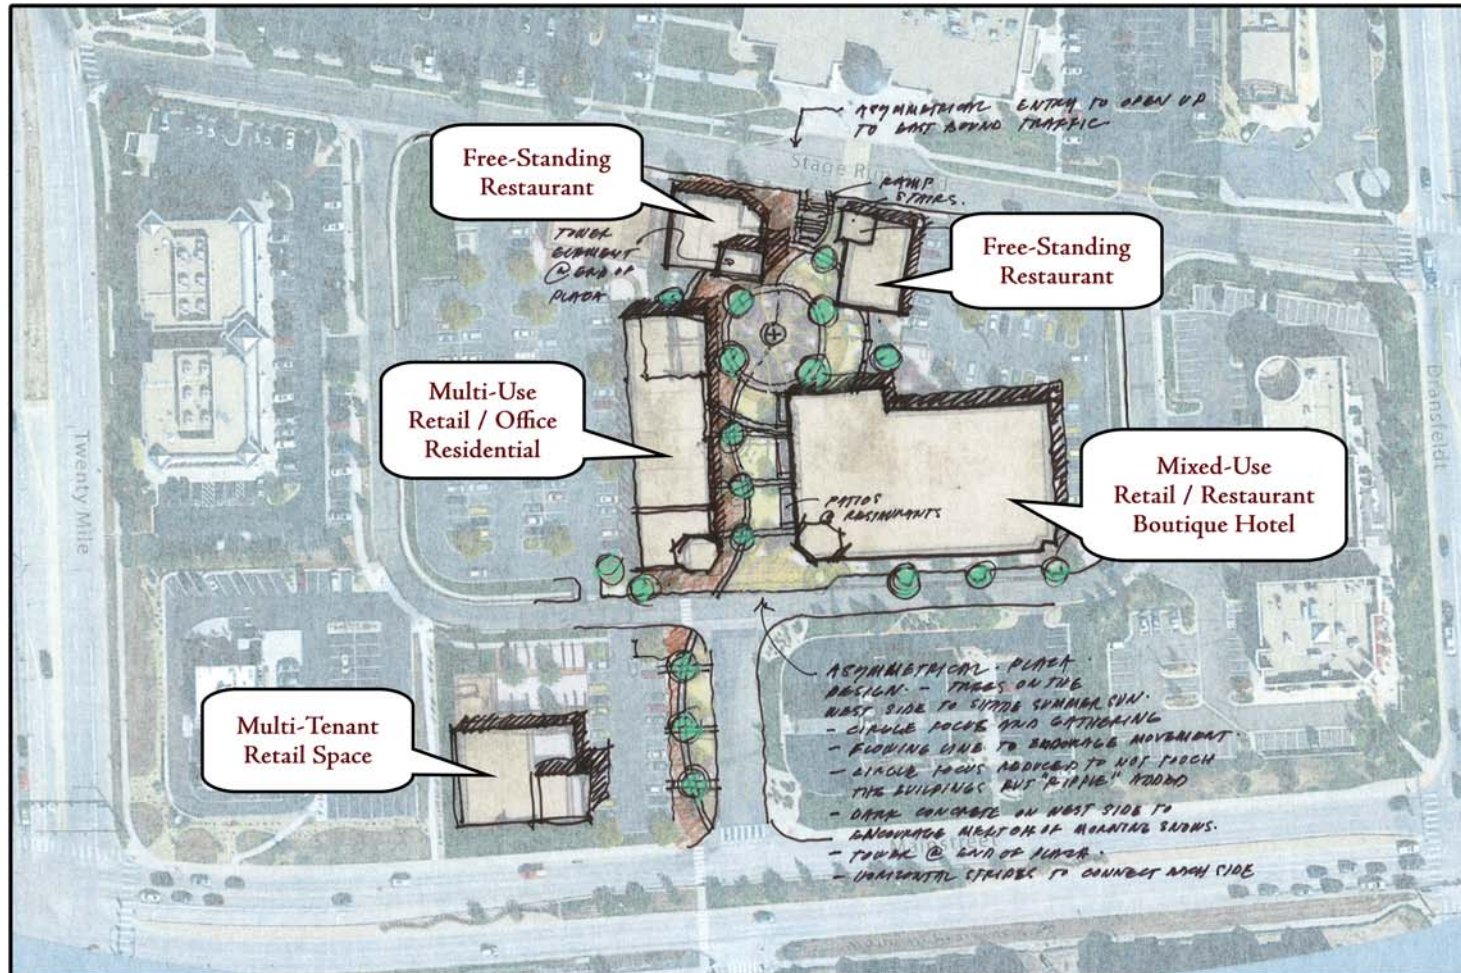 ASYMMETRICAL ENTRY TO OPEN UP
TO EAST BOUND TRAFFIC
Free-Standing
Restaurant
Stage Run
RAMP
STAIRS.
TOWER
ELEMENT
@ END OF
PLAZA
Free-Standing
Restaurant
Multi-Use
Retail / Office
Residential
Dransfeldt
Twenty Mile
Mixed-Use
Retail / Restaurant
Boutique Hotel
PATIOS
@ RESTAURANTS
ASYMMETRICAL. PLAZA
DESIGN. - TREES ON THE
WEST SIDE TO SHADE SUMMER SUN.
- CIRCLE FOCUS AND GATHERING
- FLOWING LINE TO ENCOURAGE MOVEMENT.
- CIRCLE FOCUS REDUCED TO NOT TOUCH
THE BUILDINGS BUT "RIPPLE" ADDED
- DARK CONCRETE ON WEST SIDE TO
ENCOURAGE MELT OF MORNING SNOWS.
- TOWER @ END OF PLAZA.
- HORIZONTAL STRIPES TO CONNECT EACH SIDE
Multi-Tenant
Retail Space